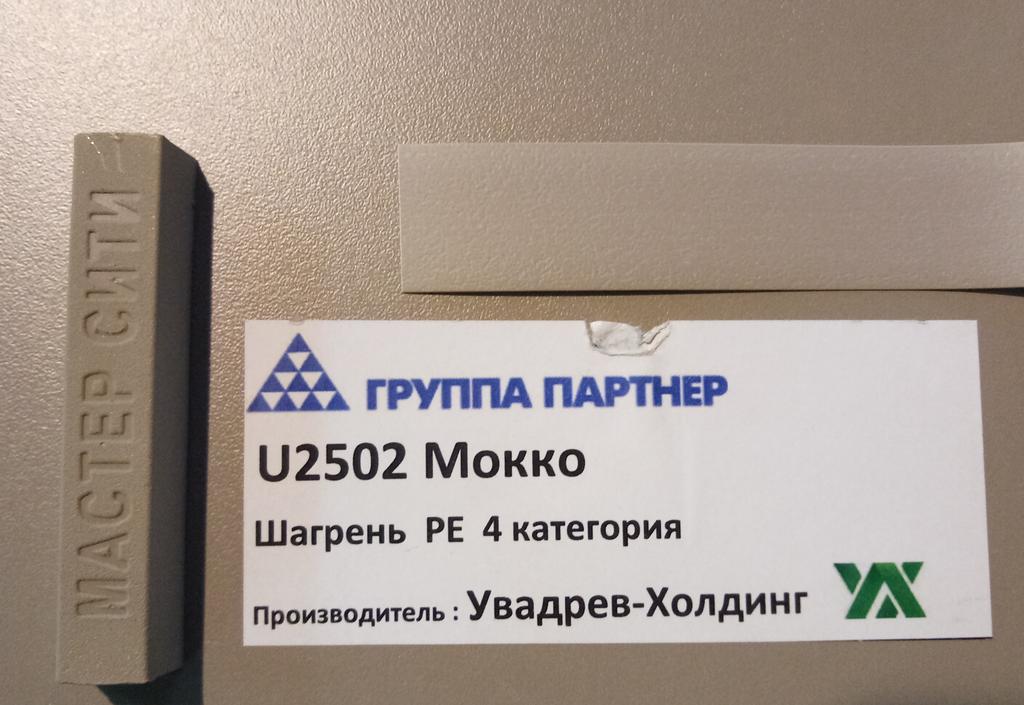 МАСТЕР СИТИ
ГРУППА ПАРТНЕР
U2502 Мокко
Шагрень PE 4 категория
Производитель : Увадрев-Холдинг